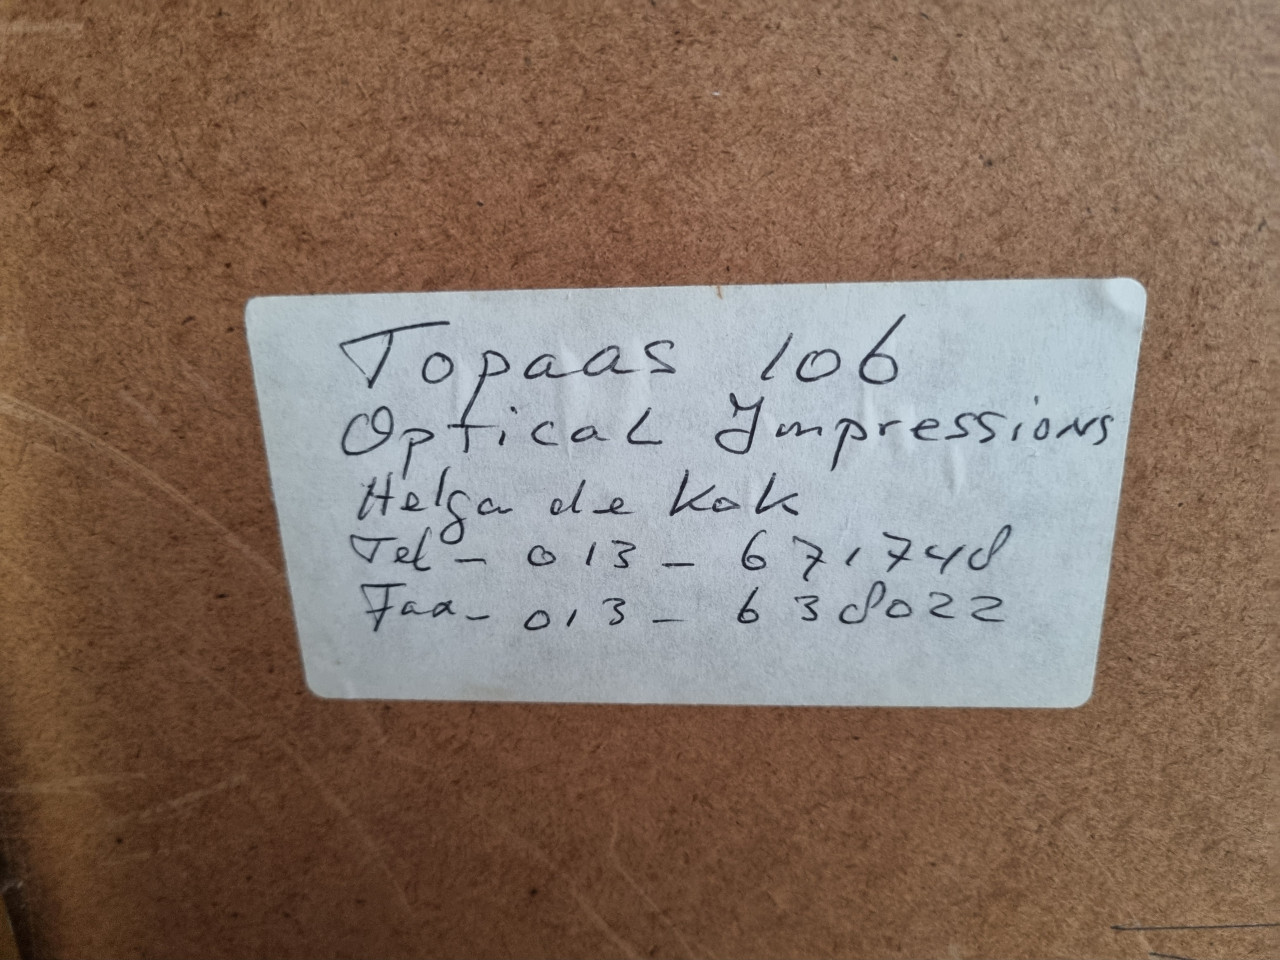 Topaas 106
Optical Impressions
Helga de Kok
Tel - 013 - 671748
Fax - 013 - 638022